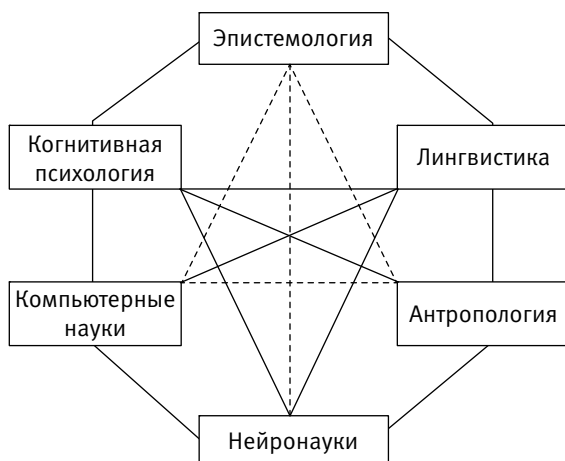 Эпистемология
Когнитивная
психология
Лингвистика
Компьютерные
науки
Антропология
Нейронауки